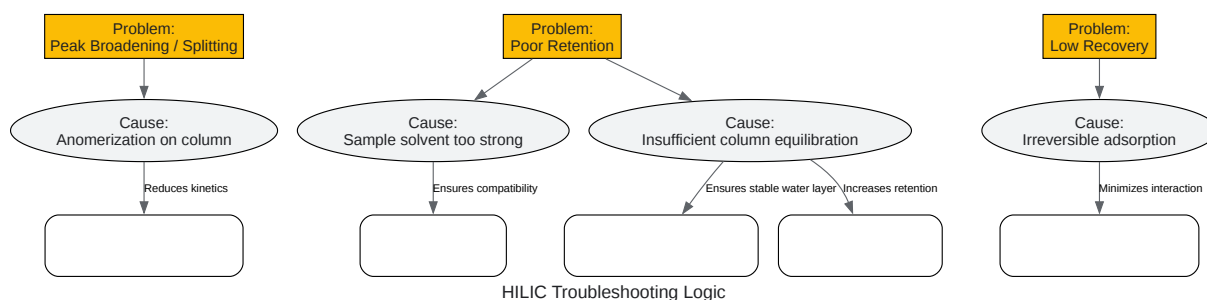 Problem:
Peak Broadening / Splitting
Problem:
Poor Retention
Problem:
Low Recovery
Cause:
Anomerization on column
Cause:
Sample solvent too strong
Cause:
Insufficient column equilibration
Cause:
Irreversible adsorption
Reduces kinetics
Ensures compatibility
Ensures stable water layer
Increases retention
Minimizes interaction
HILIC Troubleshooting Logic